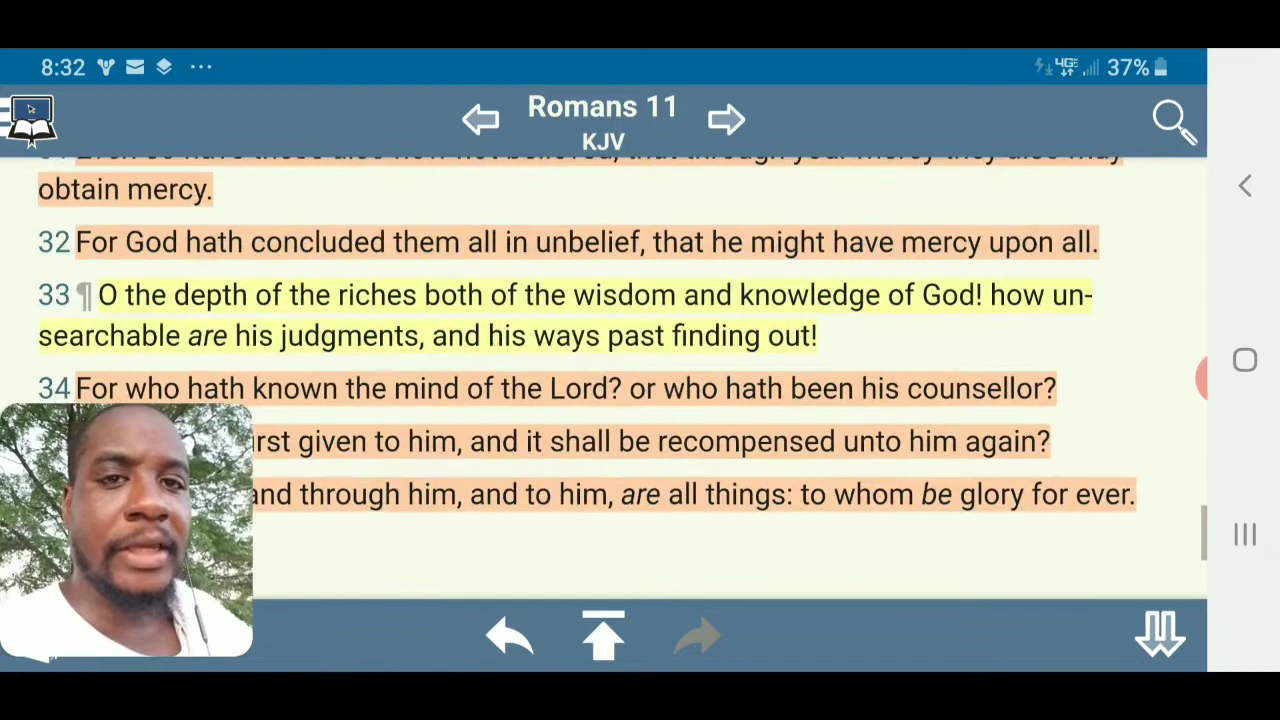 8:32 ... 4GE 37%
Romans 11
KJV
obtain mercy.
32 For God hath concluded them all in unbelief, that he might have mercy upon all.
33 ¶ O the depth of the riches both of the wisdom and knowledge of God! how un-
searchable are his judgments, and his ways past finding out!
34 For who hath known the mind of the Lord? or who hath been his counsellor?
given to him, and it shall be recompensed unto him again?
and through him, and to him, are all things: to whom be glory for ever.